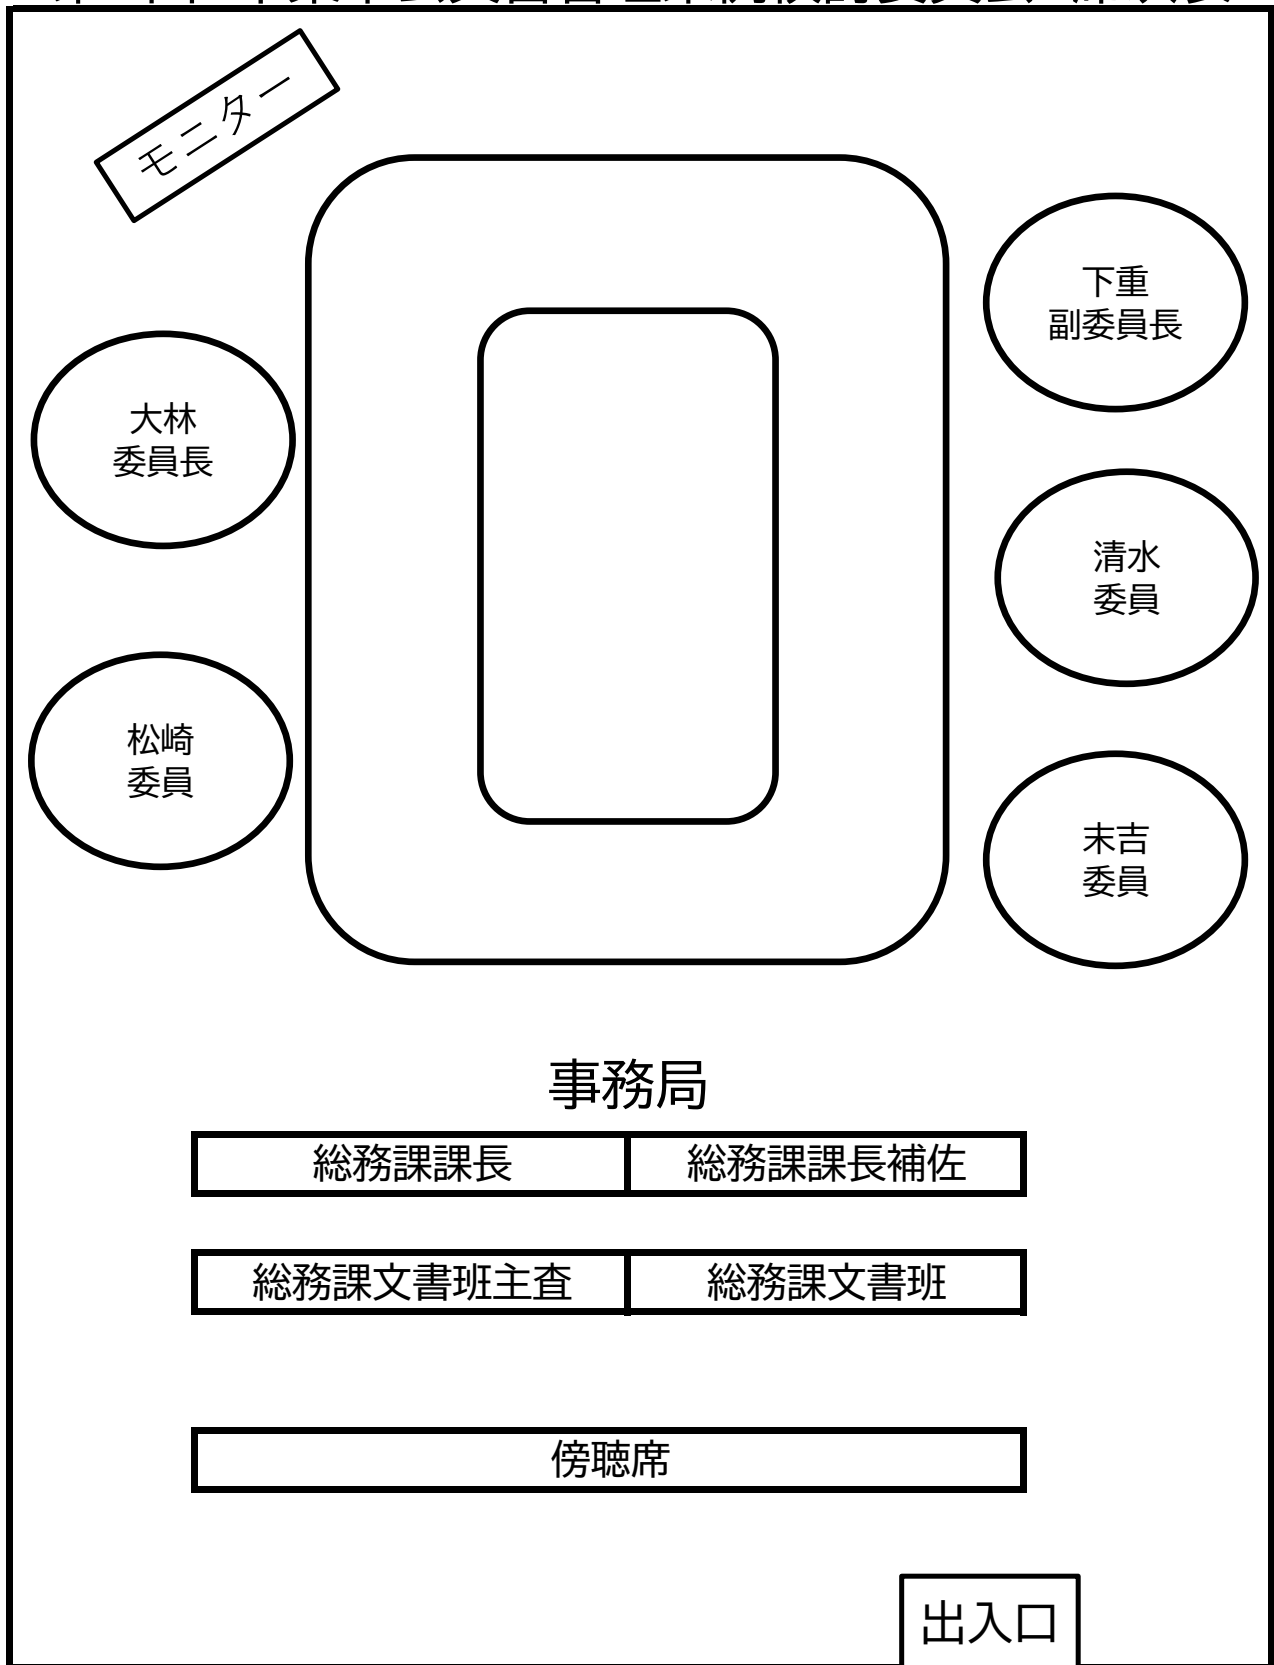 モニター
下重
副委員長
大林
委員長
清水
委員
松崎
委員
末吉
委員
事務局
総務課課長 総務課課長補佐
総務課文書班主査 総務課文書班
傍聴席
出入口